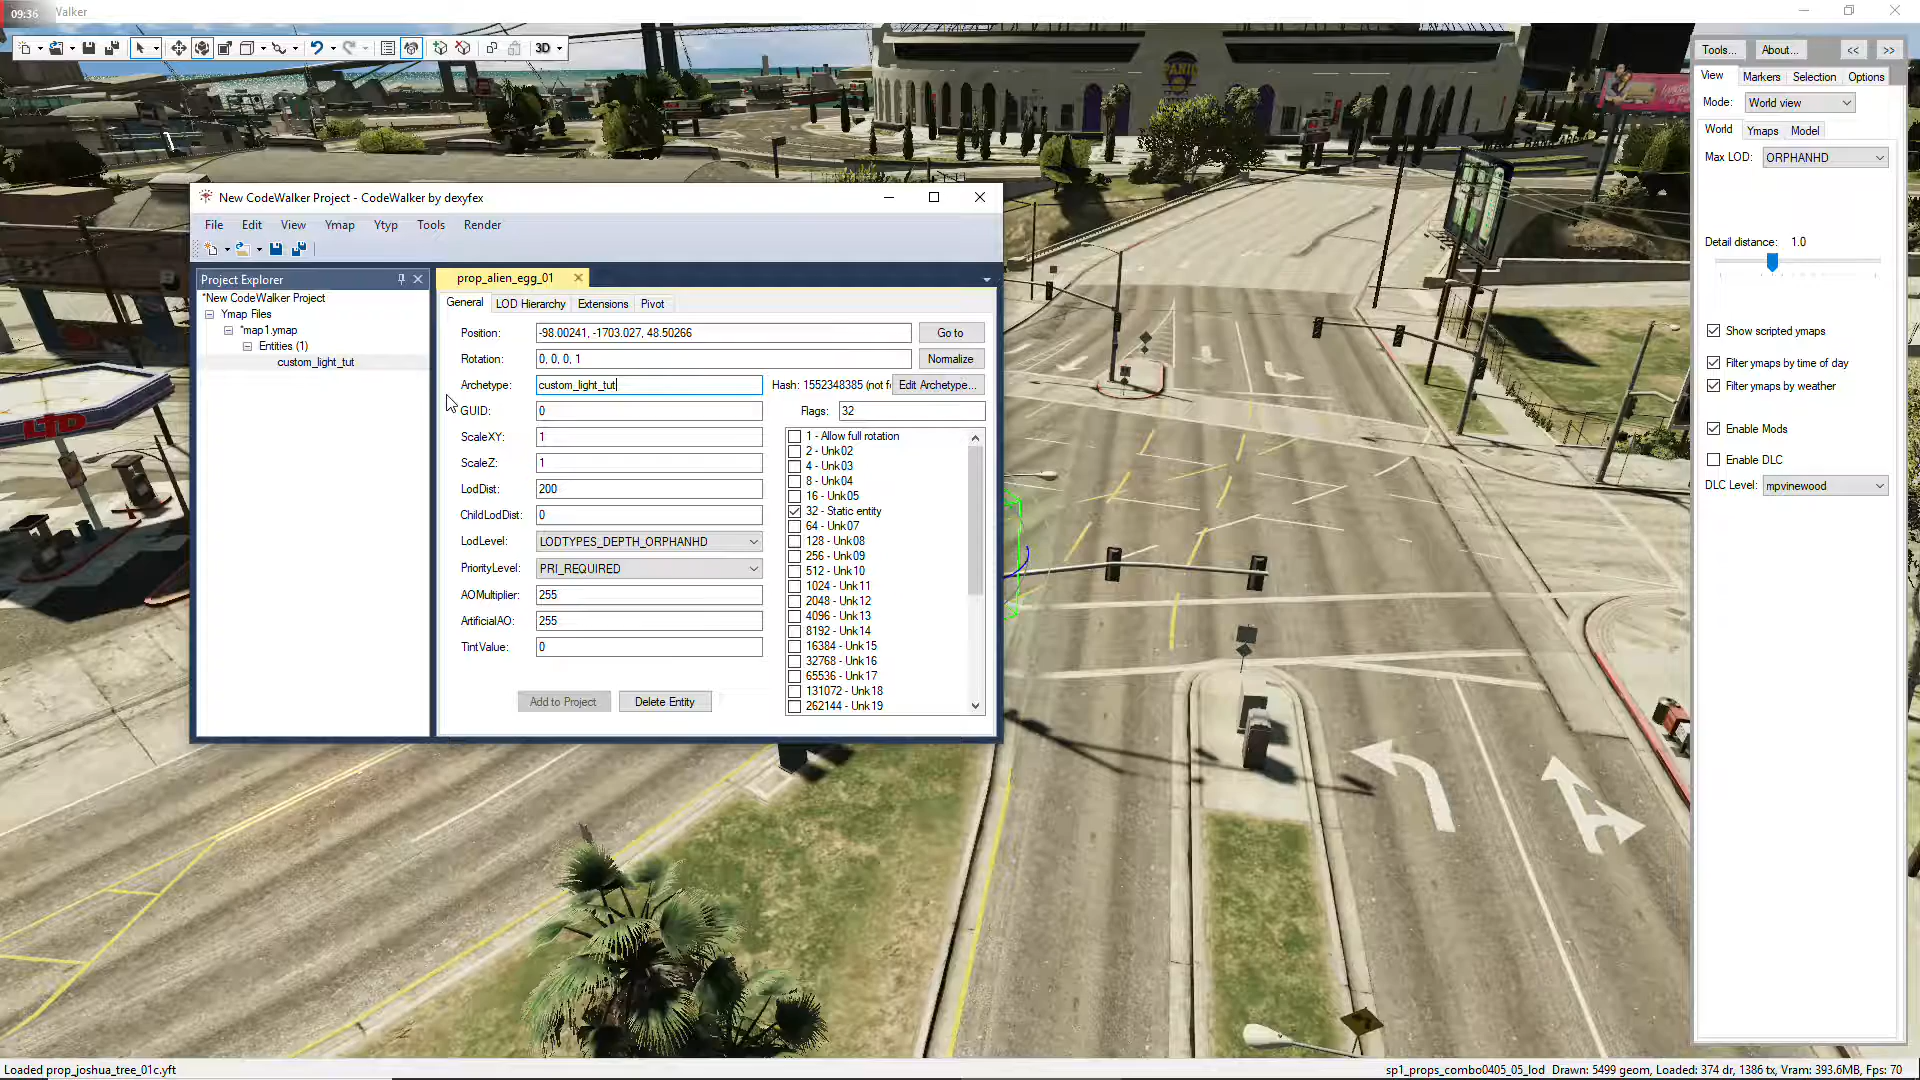 09:36
Valker
3D
New CodeWalker Project - CodeWalker by dexyfex
File Edit View Ymap Ytyp Tools Render
Project Explorer
*New CodeWalker Project
Ymap Files
*map1.ymap
Entities (1)
custom_light_tut
prop_alien_egg_01
General LOD Hierarchy Extensions Pivot
Position: -98.00241, -1703.027, 48.50266 Go to
Rotation: 0, 0, 0, 1 Normalize
Archetype: custom_light_tut Hash: 1552348385 (not f Edit Archetype...
GUID: 0 Flags: 32
ScaleXY: 1
ScaleZ: 1
LodDist: 200
ChildLodDist: 0
LodLevel: LODTYPES_DEPTH_ORPHANHD
PriorityLevel: PRI_REQUIRED
AOMultiplier: 255
ArtificialAO: 255
TintValue: 0
Add to Project Delete Entity
1 - Allow full rotation
2 - Unk02
4 - Unk03
8 - Unk04
16 - Unk05
32 - Static entity
64 - Unk07
128 - Unk08
256 - Unk09
512 - Unk10
1024 - Unk11
2048 - Unk12
4096 - Unk13
8192 - Unk14
16384 - Unk15
32768 - Unk16
65536 - Unk17
131072 - Unk18
262144 - Unk19
Tools... About... << >>
View Markers Selection Options
Mode: World view
World Ymaps Model
Max LOD: ORPHANHD
Detail distance: 1.0
Show scripted ymaps
Filter ymaps by time of day
Filter ymaps by weather
Enable Mods
Enable DLC
DLC Level: mpvinewood
PANIC
LTD
Loaded prop_joshua_tree_01c.yft
sp1_props_combo0405_05_lod Drawn: 5499 geom, Loaded: 374 dr, 1386 tx, Vram: 393.6MB, Fps: 70